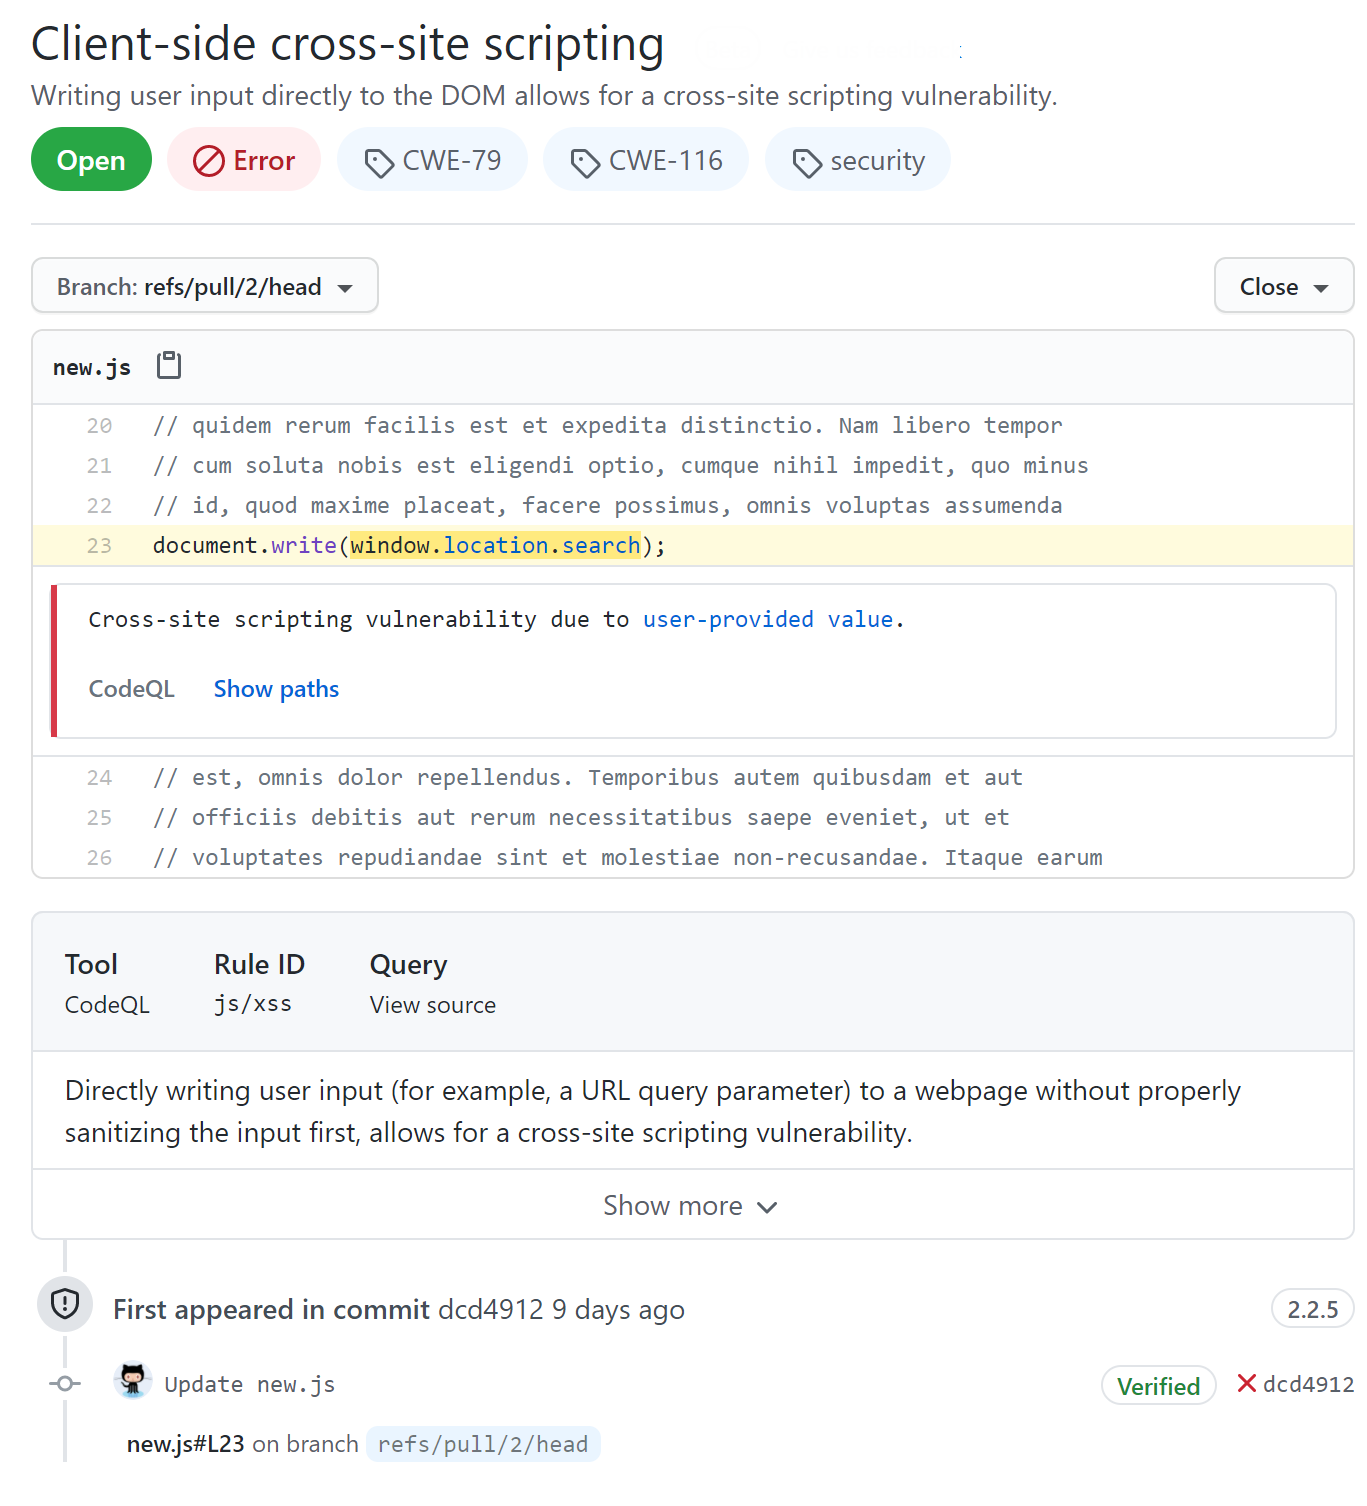 Client-side cross-site scripting
Writing user input directly to the DOM allows for a cross-site scripting vulnerability.
Open Error CWE-79 CWE-116 security
Branch: refs/pull/2/head Close
new.js
20 // quidem rerum facilis est et expedita distinctio. Nam libero tempor
21 // cum soluta nobis est eligendi optio, cumque nihil impedit, quo minus
22 // id, quod maxime placeat, facere possimus, omnis voluptas assumenda
23 document.write(window.location.search);
Cross-site scripting vulnerability due to user-provided value.
CodeQL Show paths
24 // est, omnis dolor repellendus. Temporibus autem quibusdam et aut
25 // officiis debitis aut rerum necessitatibus saepe eveniet, ut et
26 // voluptates repudiandae sint et molestiae non-recusandae. Itaque earum
Tool Rule ID Query
CodeQL js/xss View source
Directly writing user input (for example, a URL query parameter) to a webpage without properly
sanitizing the input first, allows for a cross-site scripting vulnerability.
Show more
First appeared in commit dcd4912 9 days ago 2.2.5
Update new.js Verified dcd4912
new.js#L23 on branch refs/pull/2/head